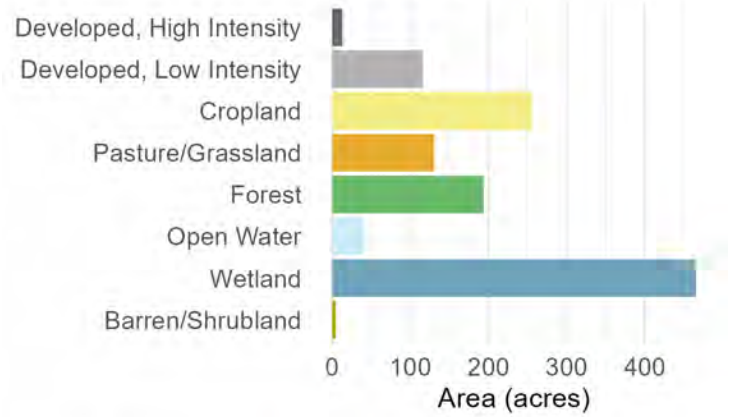 Developed, High Intensity
Developed, Low Intensity
Cropland
Pasture/Grassland
Forest
Open Water
Wetland
Barren/Shrubland
0 100 200 300 400
Area (acres)